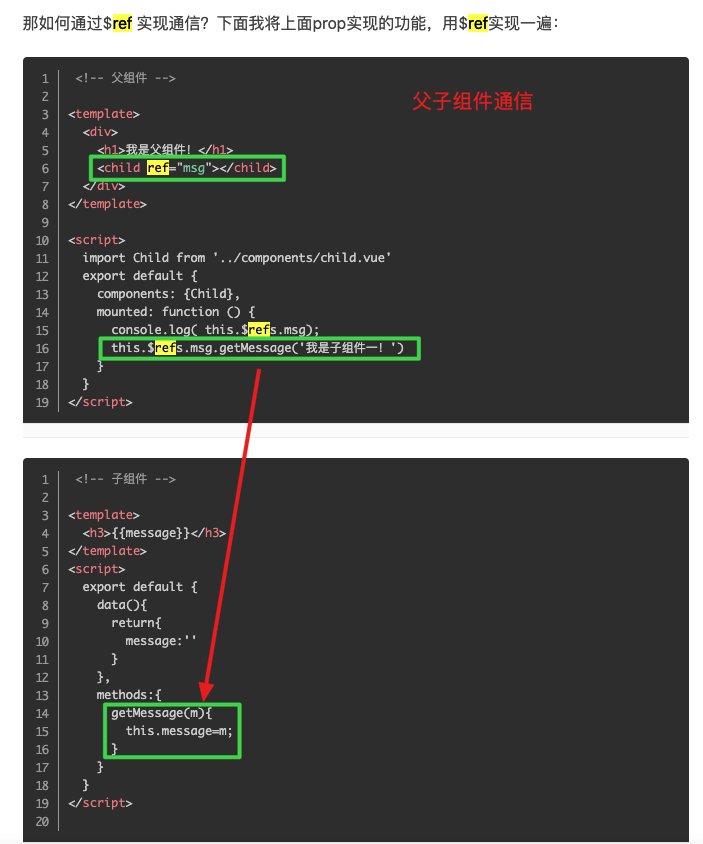 那如何通过$ref 实现通信？下面我将上面prop实现的功能，用$ref实现一遍：
父子组件通信
1 <!-- 父组件 -->
2
3 <template>
4 <div>
5 <h1>我是父组件！</h1>
6 <child ref="msg"></child>
7 </div>
8 </template>
9
10 <script>
11 import Child from '../components/child.vue'
12 export default {
13 components: {Child},
14 mounted: function () {
15 console.log( this.$refs.msg);
16 this.$refs.msg.getMessage('我是子组件一！')
17 }
18 }
19 </script>
1 <!-- 子组件 -->
2
3 <template>
4 <h3>{{message}}</h3>
5 </template>
6 <script>
7 export default {
8 data(){
9 return{
10 message:''
11 }
12 },
13 methods:{
14 getMessage(m){
15 this.message=m;
16 }
17 }
18 }
19 </script>
20